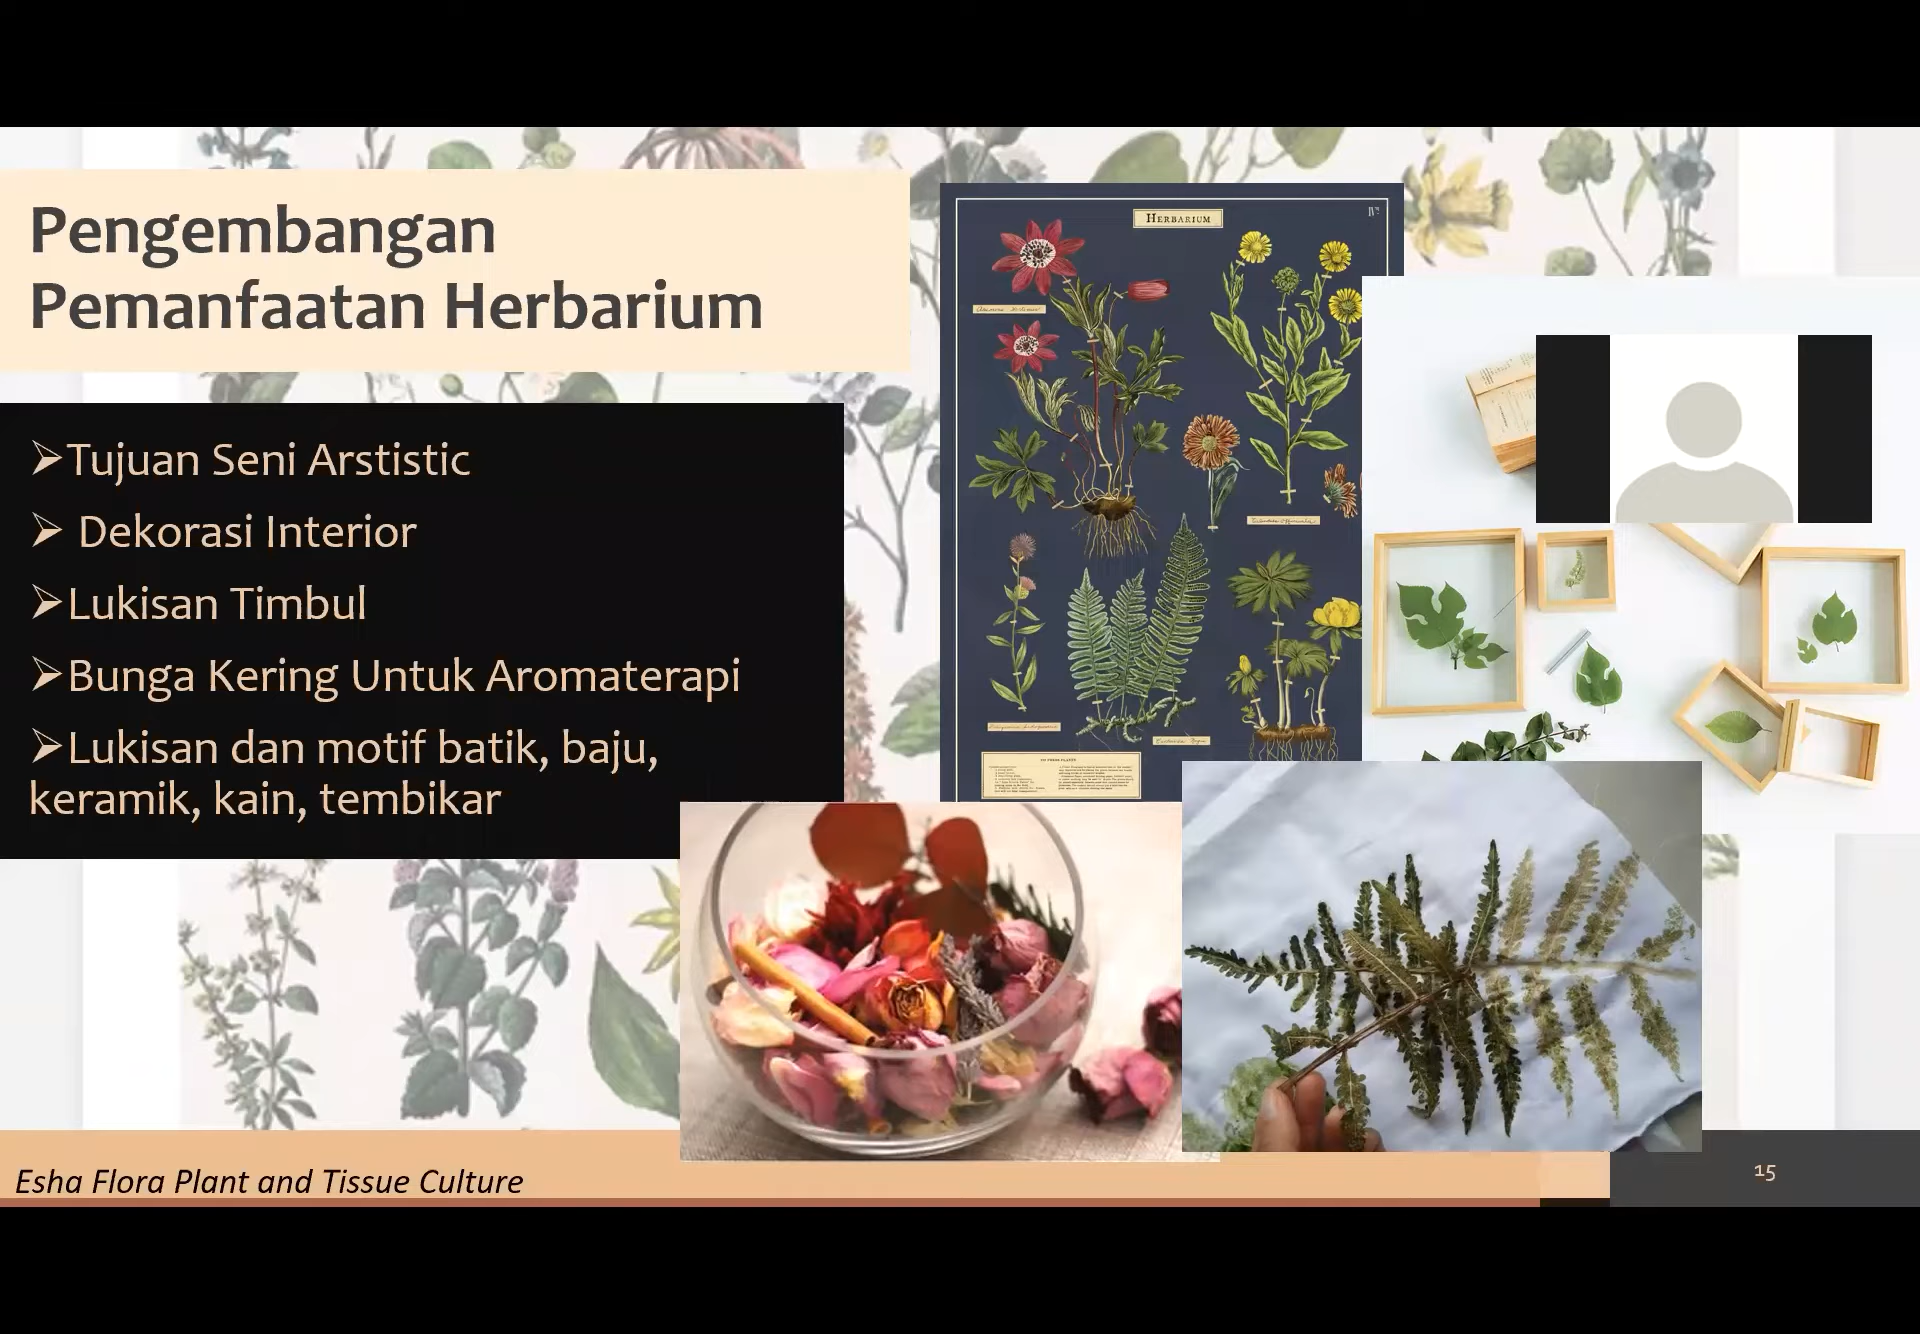 Pengembangan
Pemanfaatan Herbarium
➢Tujuan Seni Arstistic
➢ Dekorasi Interior
➢Lukisan Timbul
➢Bunga Kering Untuk Aromaterapi
➢Lukisan dan motif batik, baju,
keramik, kain, tembikar
HERBARIUM
Esha Flora Plant and Tissue Culture
15